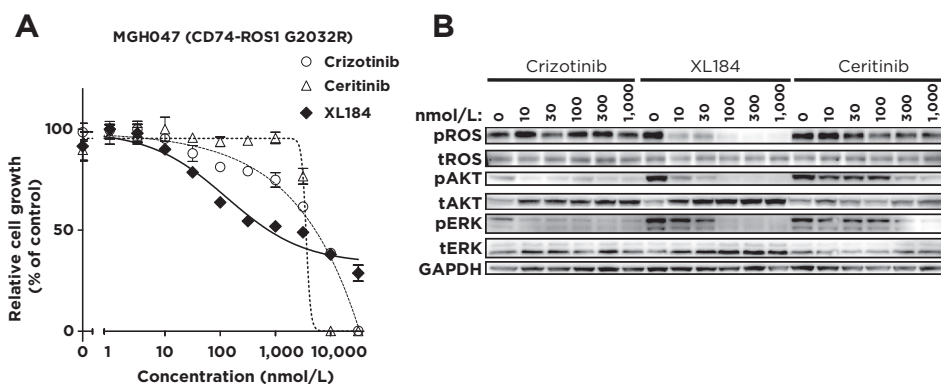 A
MGH047 (CD74-ROS1 G2032R)
Crizotinib
Ceritinib
XL184
100
50
0
Relative cell growth
(% of control)
0 1 10 100 1,000 10,000
Concentration (nmol/L)
B
Crizotinib XL184 Ceritinib
nmol/L: 0 10 30 100 300 1,000 0 10 30 100 300 1,000 0 10 30 100 300 1,000
pROS
tROS
pAKT
tAKT
pERK
tERK
GAPDH